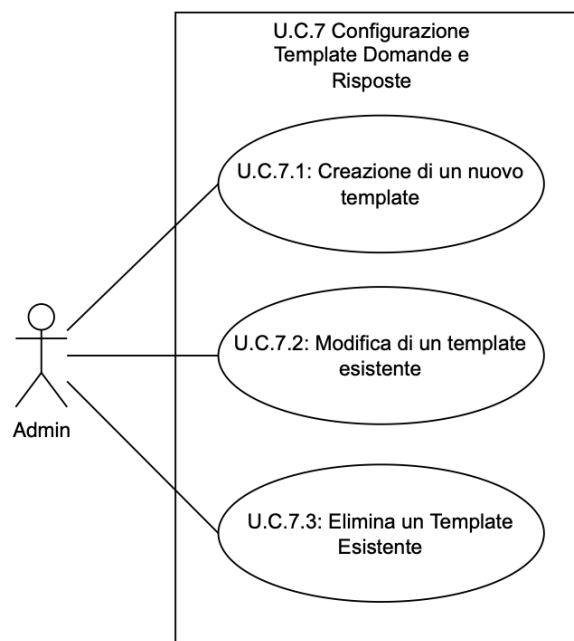 U.C.7 Configurazione
Template Domande e
Risposte
U.C.7.1: Creazione di un nuovo
template
U.C.7.2: Modifica di un template
esistente
Admin
U.C.7.3: Elimina un Template
Esistente